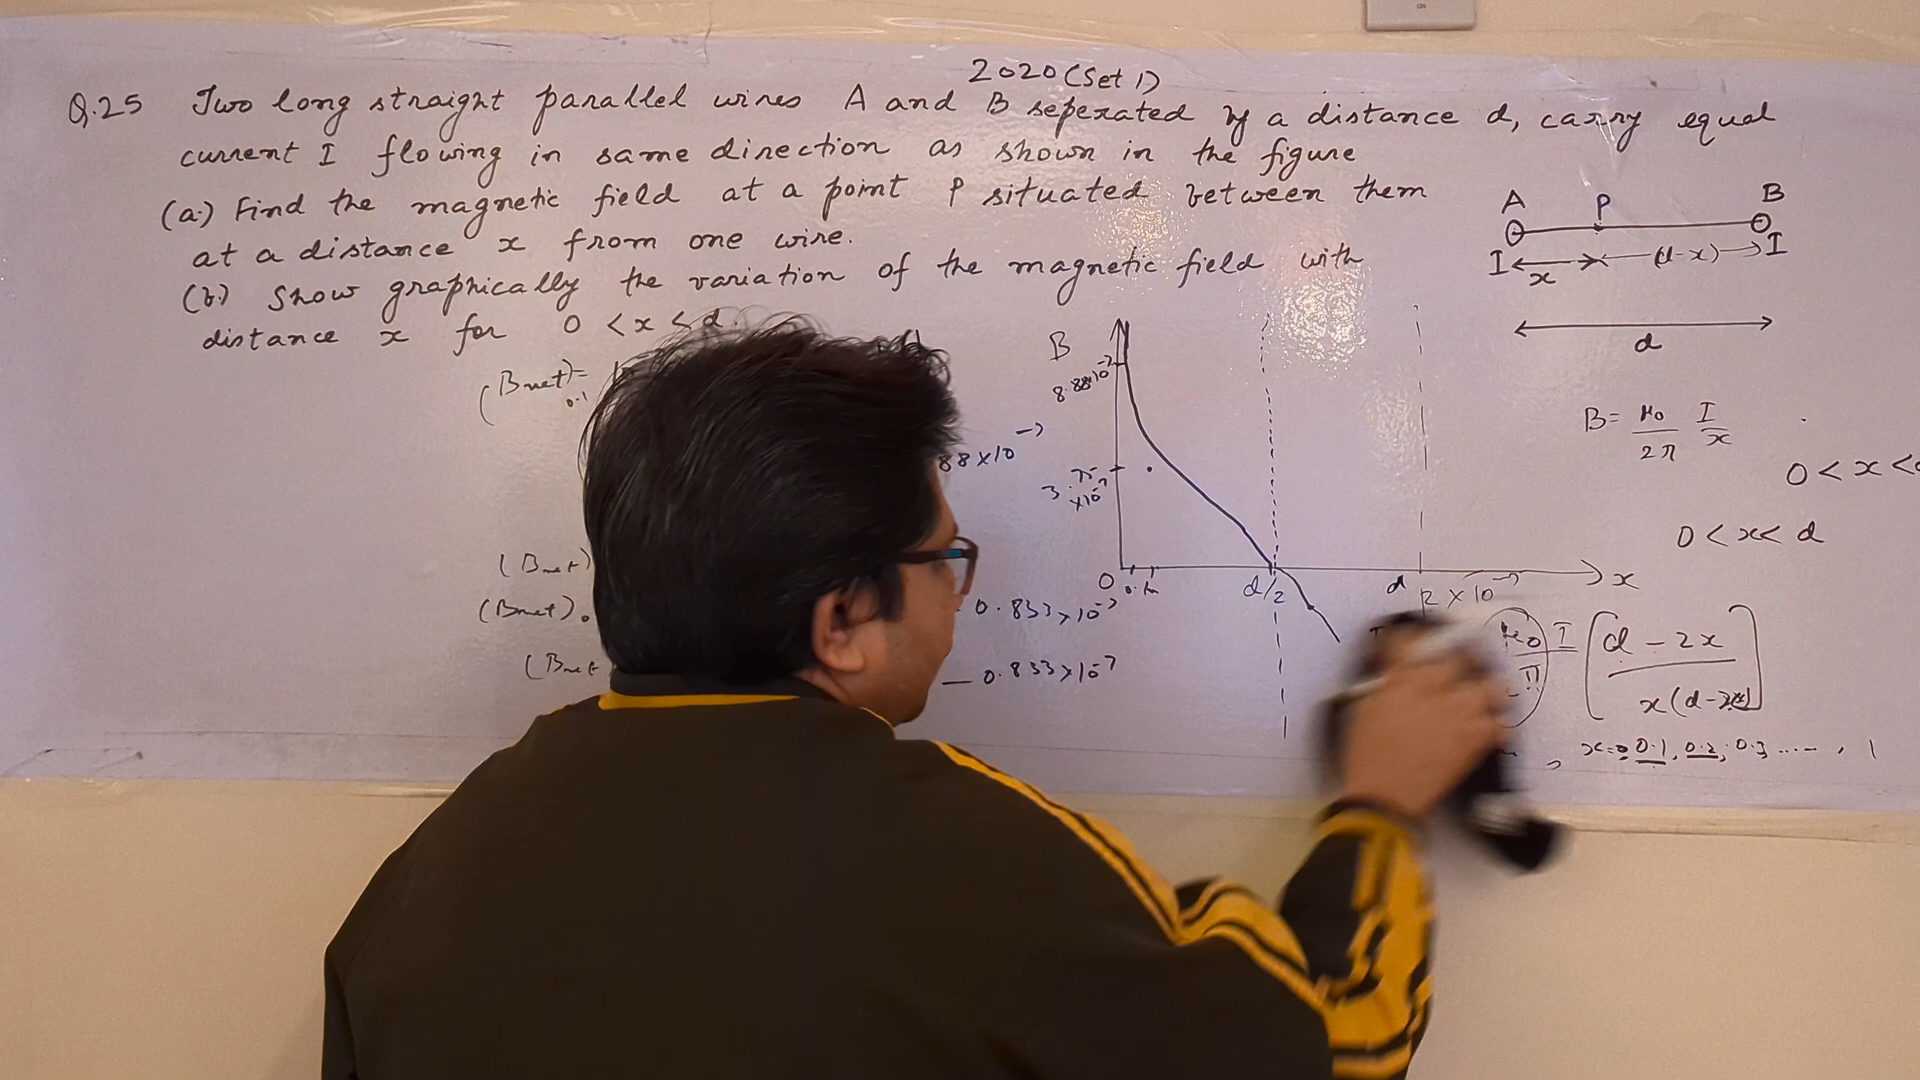 2020 (Set 1)
Q.25 Two long straight parallel wires A and B seperated by a distance d, carry equal
current I flowing in same direction as shown in the figure
(a.) Find the magnetic field at a point P situated between them
at a distance x from one wire.
(b.) Show graphically the variation of the magnetic field with
distance x for 0 < x < d.
A P B
I x (d-x) I
d
(Bnet)=
0.1
88×10⁻⁷
(Bnet)
(Bnet)0
0.833×10⁻⁷
(Bnet
— 0.833×10⁻⁷
B
8.88×10⁻⁷
3.75
×10⁻⁷
0 d/2 d x
B = μ₀/2π I/x
0 < x <
0 < x < d
2 × 10⁻⁷
μ₀ I [d - 2x / x(d-x)]
x = 0.1, 0.2, 0.3 ..... , 1